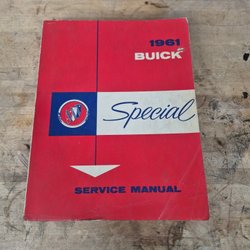 1961
BUICK
Special
SERVICE MANUAL